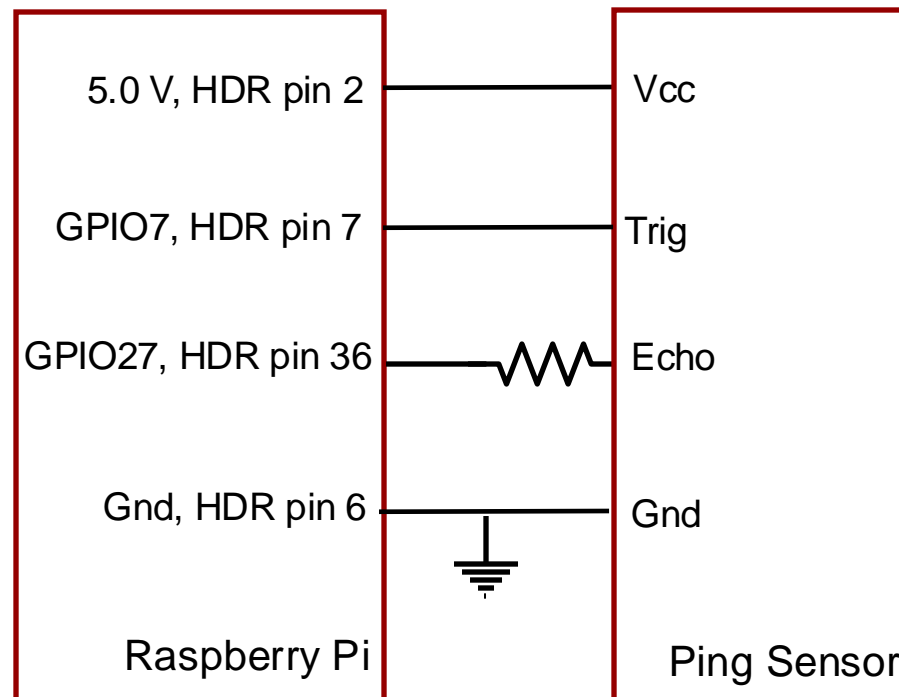 5.0 V, HDR pin 2
Vcc
GPIO7, HDR pin 7
Trig
GPIO27, HDR pin 36
Echo
Gnd, HDR pin 6
Gnd
Raspberry Pi
Ping Sensor